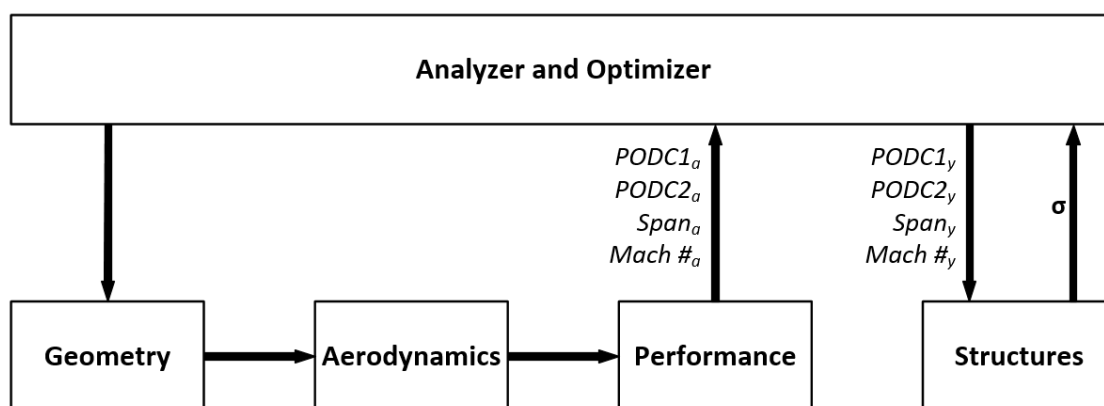 Analyzer and Optimizer
PODC1a
PODC2a
Spana
Mach #a
PODC1y
PODC2y
Spany
Mach #y
σ
Geometry
Aerodynamics
Performance
Structures